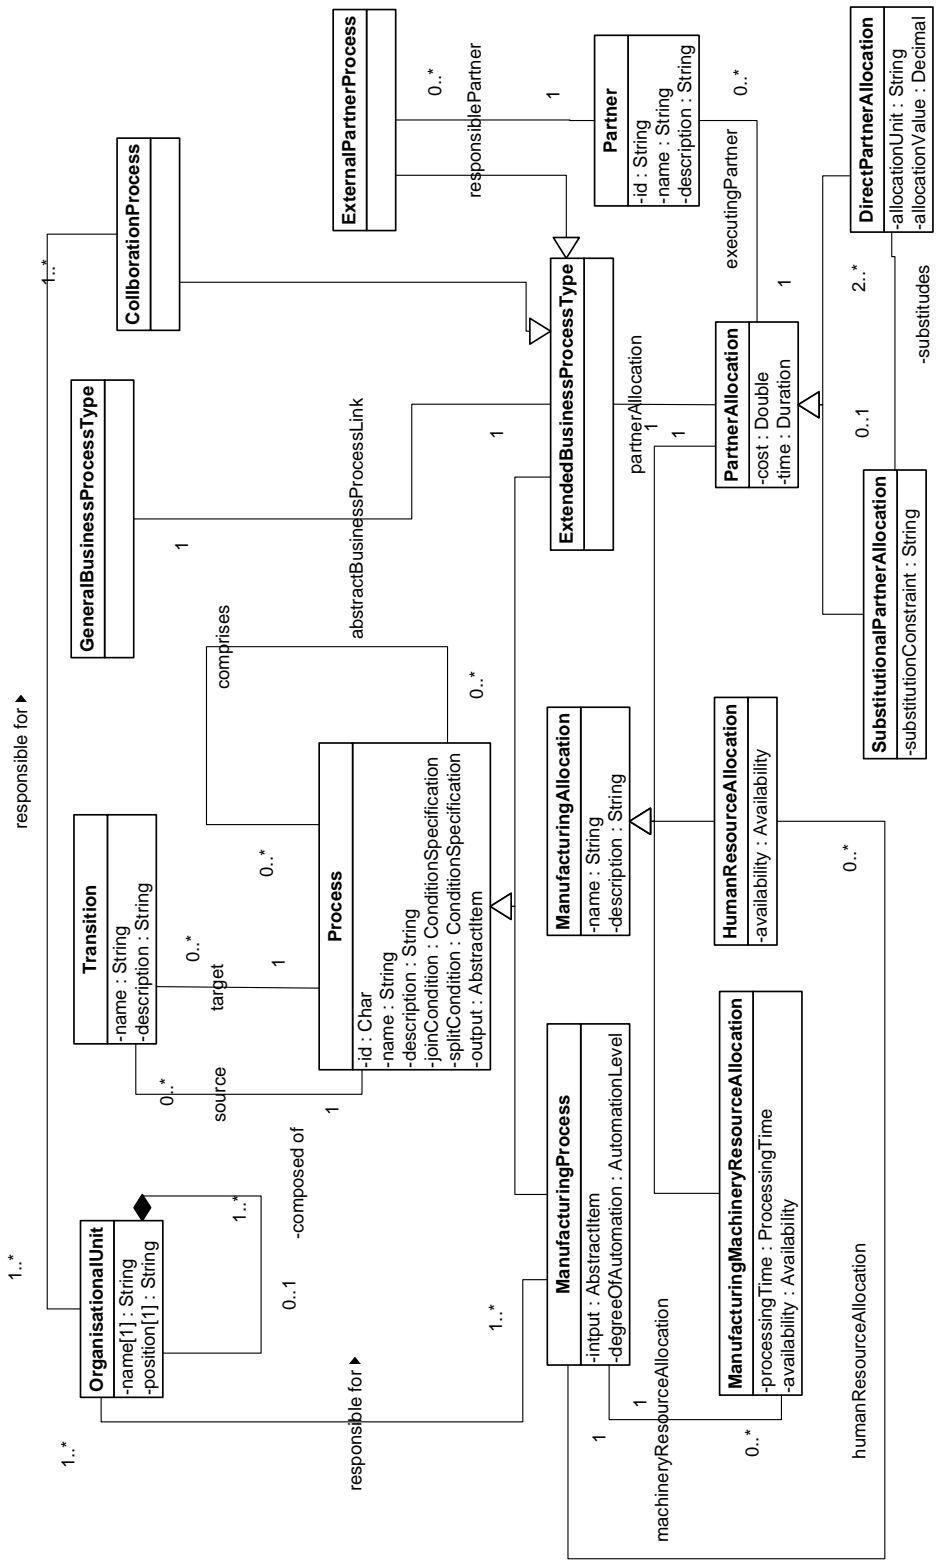 responsible for ▶
1..*
1..*
OrganisationalUnit
-name[1] : String
-position[1] : String
1..*
0..1
-composed of
1..*
responsible for ▶
1..*
Transition
-name : String
-description : String
0..*
source
1
0..*
target
1
GeneralBusinessProcessType
1
abstractBusinessProcessLink
1
CollborationProcess
Process
-id : Char
-name : String
-description : String
-joinCondition : ConditionSpecification
-splitCondition : ConditionSpecification
-output : AbstractItem
comprises
0..*
0..*
ExternalPartnerProcess
0..*
responsiblePartner
1
ExtendedBusinessProcessType
partnerAllocation
1
1
Partner
-id : String
-name : String
-description : String
0..*
executingPartner
1
ManufacturingProcess
-intput : AbstractItem
-degreeOfAutomation : AutomationLevel
1
1
machineryResourceAllocation
0..*
ManufacturingAllocation
-name : String
-description : String
ManufacturingMachineryResourceAllocation
-processingTime : ProcessingTime
-availability : Availability
HumanResourceAllocation
-availability : Availability
0..*
humanResourceAllocation
PartnerAllocation
-cost : Double
-time : Duration
SubstitutionalPartnerAllocation
-substitutionConstraint : String
0..1
2..*
-substitudes
DirectPartnerAllocation
-allocationUnit : String
-allocationValue : Decimal